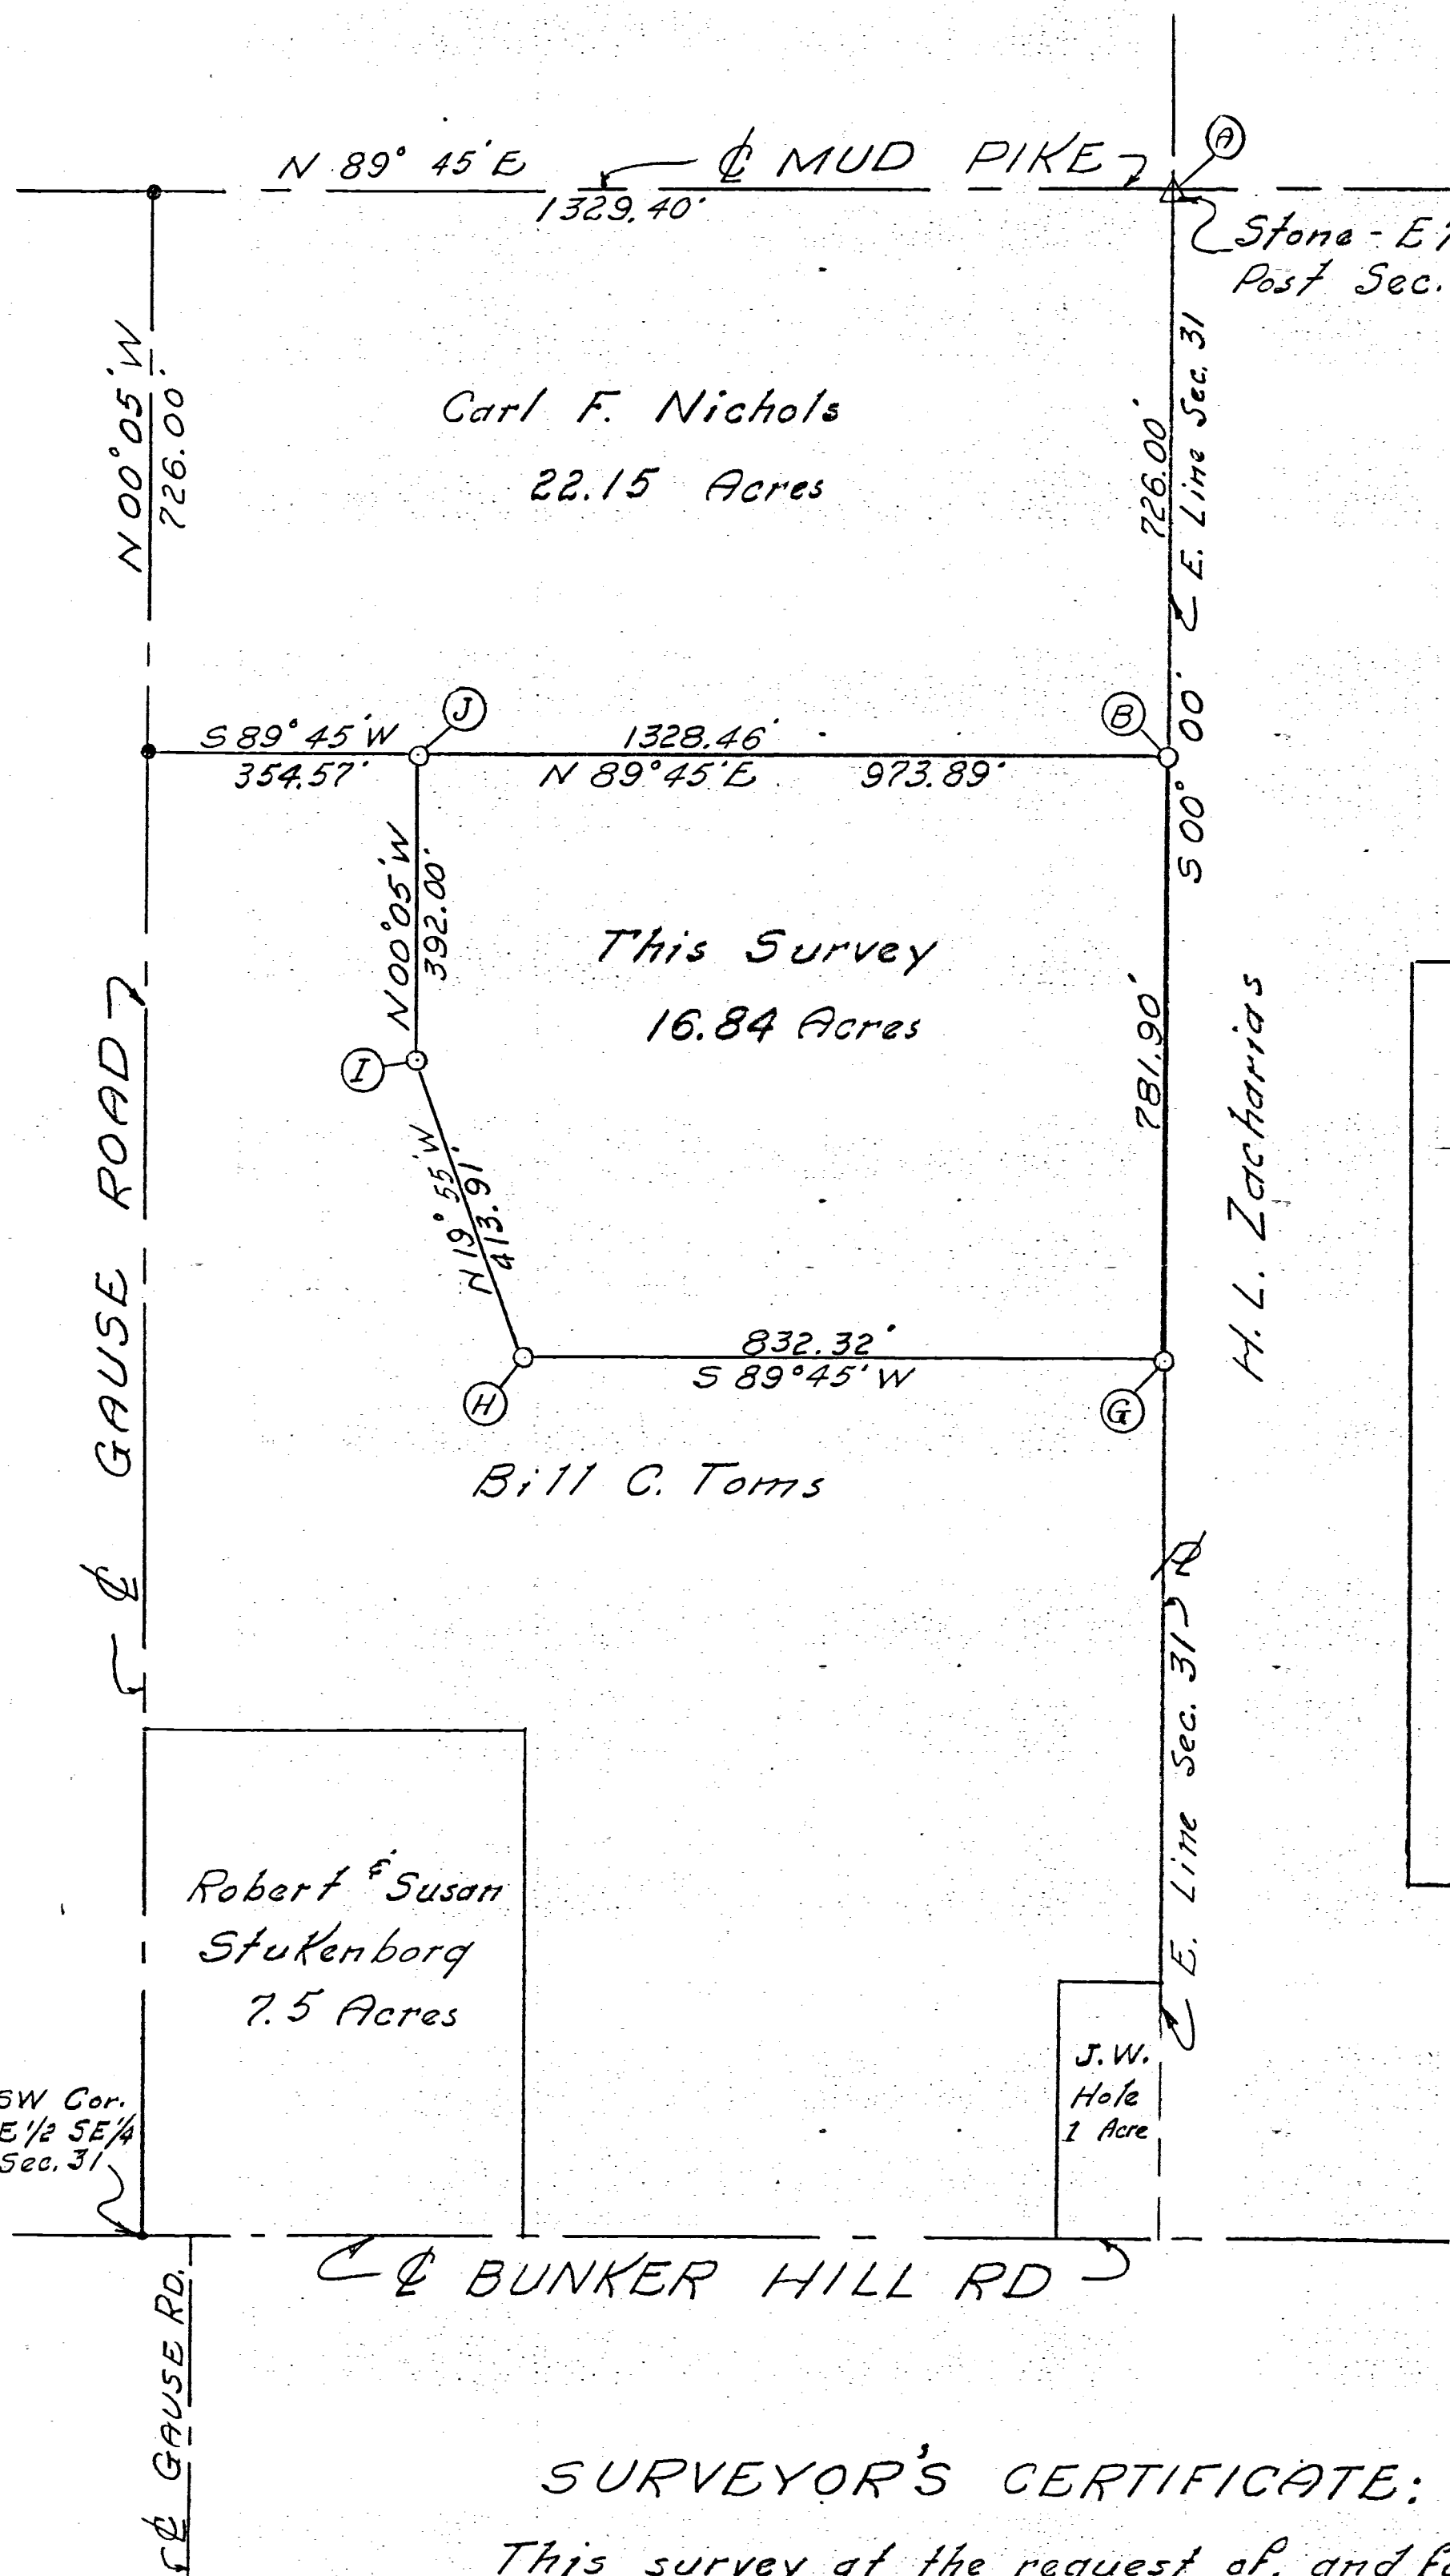 N 89° 45' E
℄ MUD PIKE
A
1329.40'
Stone - E
Post Sec.
N 00° 05' W
726.00'
Carl F. Nichols
22.15 Acres
726.00'
E. Line Sec. 31
S 00° 00'
J
B
S 89° 45' W
354.57'
1328.46'
N 89° 45' E
973.89'
N 00° 05' W
392.00'
This Survey
16.84 Acres
781.90'
H. L. Zacharias
℄ GAUSE ROAD
I
N 19° 55' W
413.91'
832.32'
S 89° 45' W
H
G
Bill C. Toms
E. Line Sec. 31
Robert & Susan
Stukenborg
7.5 Acres
J. W.
Hole
1 Acre
SW Cor.
E 1/2 SE 1/4
Sec. 31
℄ BUNKER HILL RD
℄ GAUSE RD.
SURVEYOR'S CERTIFICATE:
This survey at the request of, and